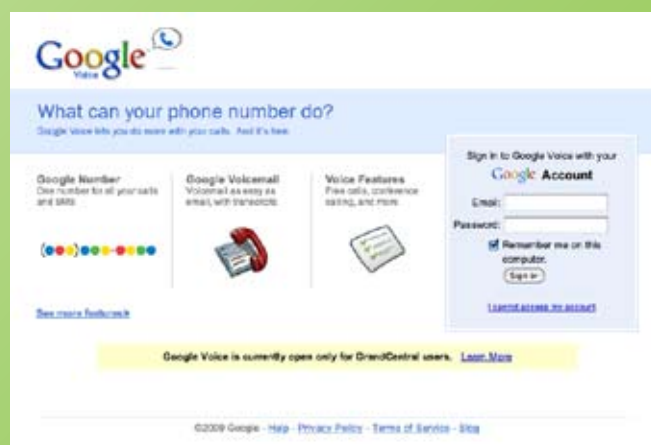 Google
Voice
What can your phone number do?
Google Voice lets you do more with your calls. And it's free.
Google Number
One number for all your calls
and SMS
Google Voicemail
Voicemail as easy as
email, with transcripts
Voice Features
Free calls, conference
calling, and more
See more features
Sign in to Google Voice with your
Google Account
Email:
Password:
Remember me on this
computer.
Sign in
I cannot access my account
Google Voice is currently open only for GrandCentral users. Learn More
©2009 Google - Help - Privacy Policy - Terms of Service - Blog